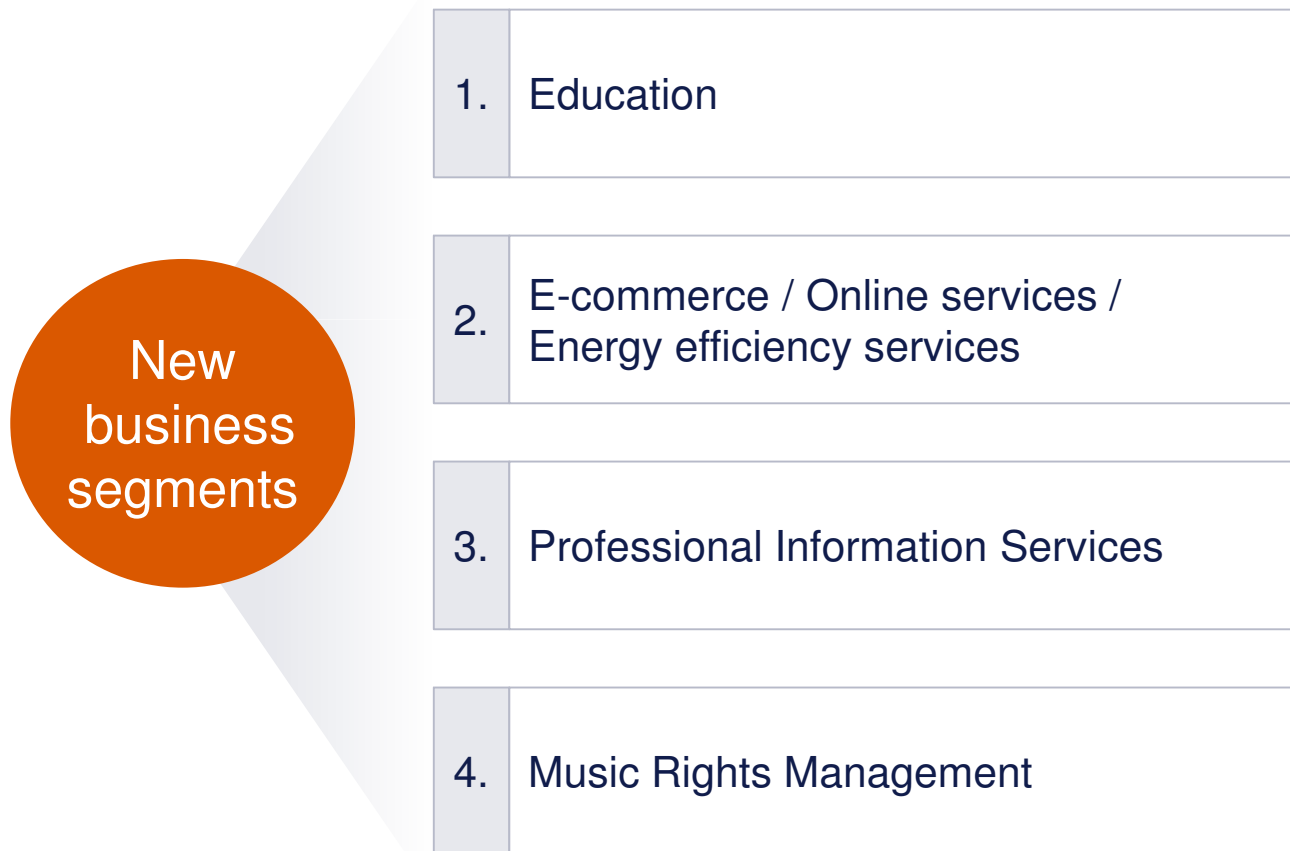 New
business
segments
1. Education
2. E-commerce / Online services /
Energy efficiency services
3. Professional Information Services
4. Music Rights Management